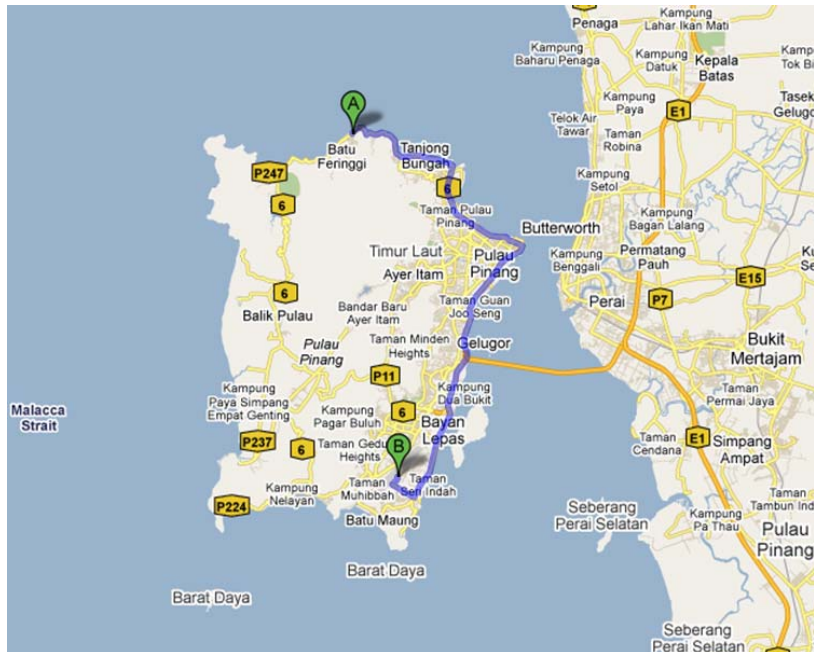 Penaga
Kampung
Lahar Ikan Mati
Kampung
Baharu Penaga
Kampung
Datuk
Kepala
Batas
Kampung
Tok
A
Telok Air
Tawar
Kampung
Paya
E1
Tasek
Gelugor
Taman
Robina
Batu
Feringgi
Tanjong
Bungah
P247
6
Kampung
Setol
6
Taman Pulau
Pinang
Kampung
Bagan Lalang
Butterworth
Timur Laut
Pulau
Pinang
Ayer Itam
Kampung
Benggali
Permatang
Pauh
E15
6
Perai
P7
Balik Pulau
Bandar Baru
Ayer Itam
Taman Guan
Joo Seng
Pulau
Pinang
Taman Minden
Heights
Gelugor
Bukit
Mertajam
P11
Kampung
Dua Bukit
Kampung
Paya Simpang
Empat Genting
Malacca
Strait
Kampung
Pagar Buluh
6
Bayan
Lepas
Taman
Permai Jaya
P237
6
Taman Gedu
Heights
B
Taman
Cendana
E1
Simpang
Ampat
Kampung
Nelayan
Taman
Muhibbah
Taman
Seri Indah
P224
Batu Maung
Seberang
Perai Selatan
Kampung
Pa Thau
Taman
Tambun Ind
Pulau
Pinang
Barat Daya
Barat Daya
Seberang
Perai Selatan